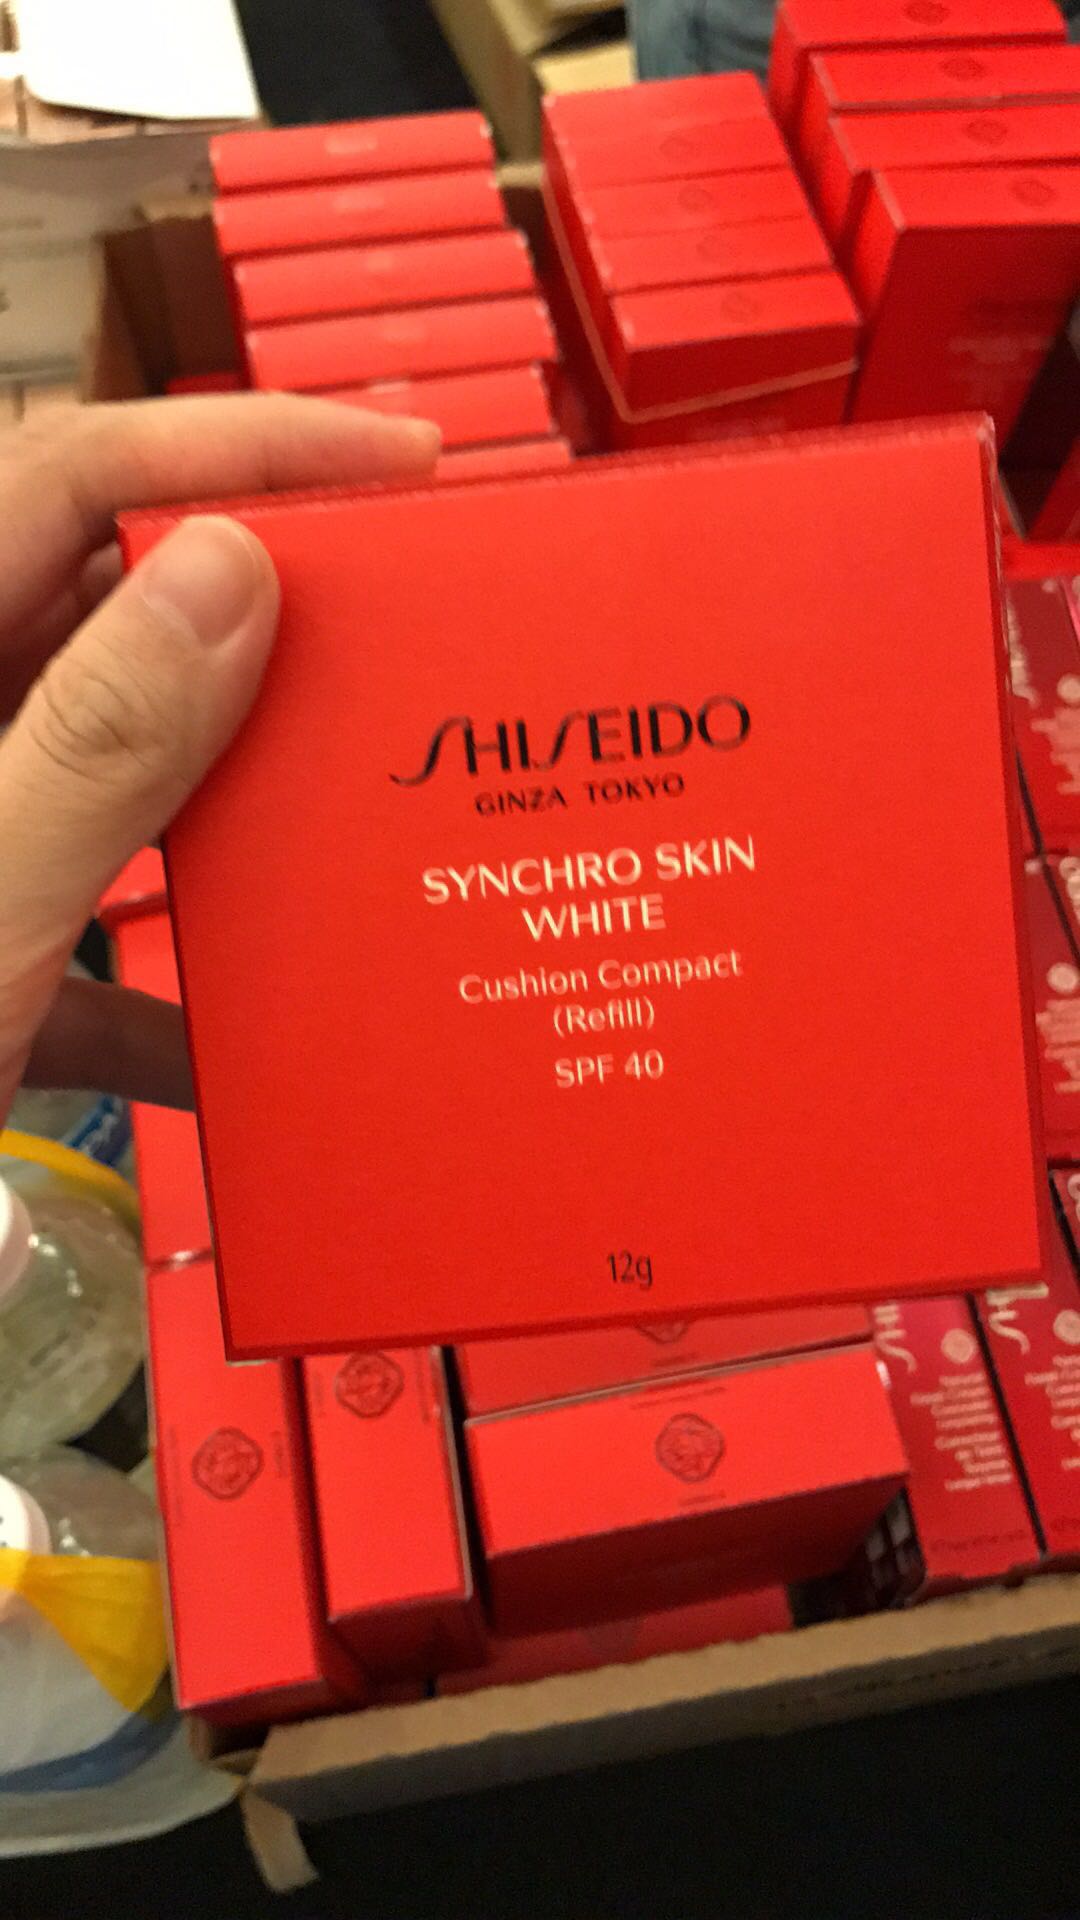 SHISEIDO
GINZA TOKYO
SYNCHRO SKIN
WHITE
Cushion Compact
(Refill)
SPF 40
12g